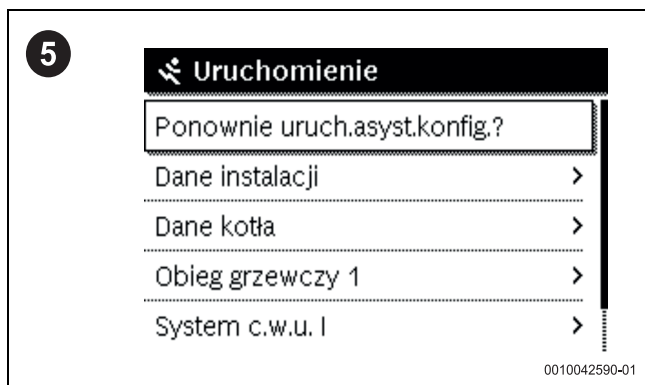 5
Uruchomienie
Ponownie uruch.asyst.konfig.?
Dane instalacji >
Dane kotła >
Obieg grzewczy 1 >
System c.w.u. I >
0010042590-01